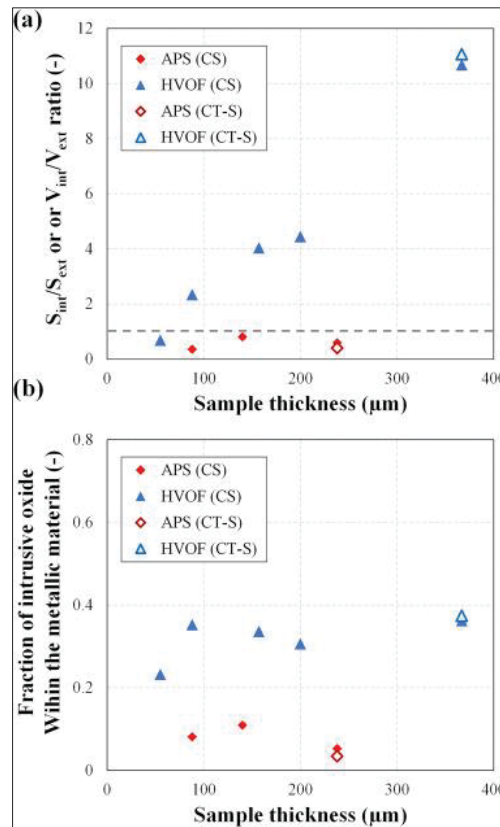 (a)
12
10
8
6
4
2
0
S_int/S_ext or or V_int/V_ext ratio (-)
APS (CS)
HVOF (CS)
APS (CT-S)
HVOF (CT-S)
0 100 200 300 400
Sample thickness (µm)
(b)
0.8
0.6
0.4
0.2
0
Fraction of intrusive oxide
Wihin the metallic material (-)
APS (CS)
HVOF (CS)
APS (CT-S)
HVOF (CT-S)
0 100 200 300 400
Sample thickness (µm)